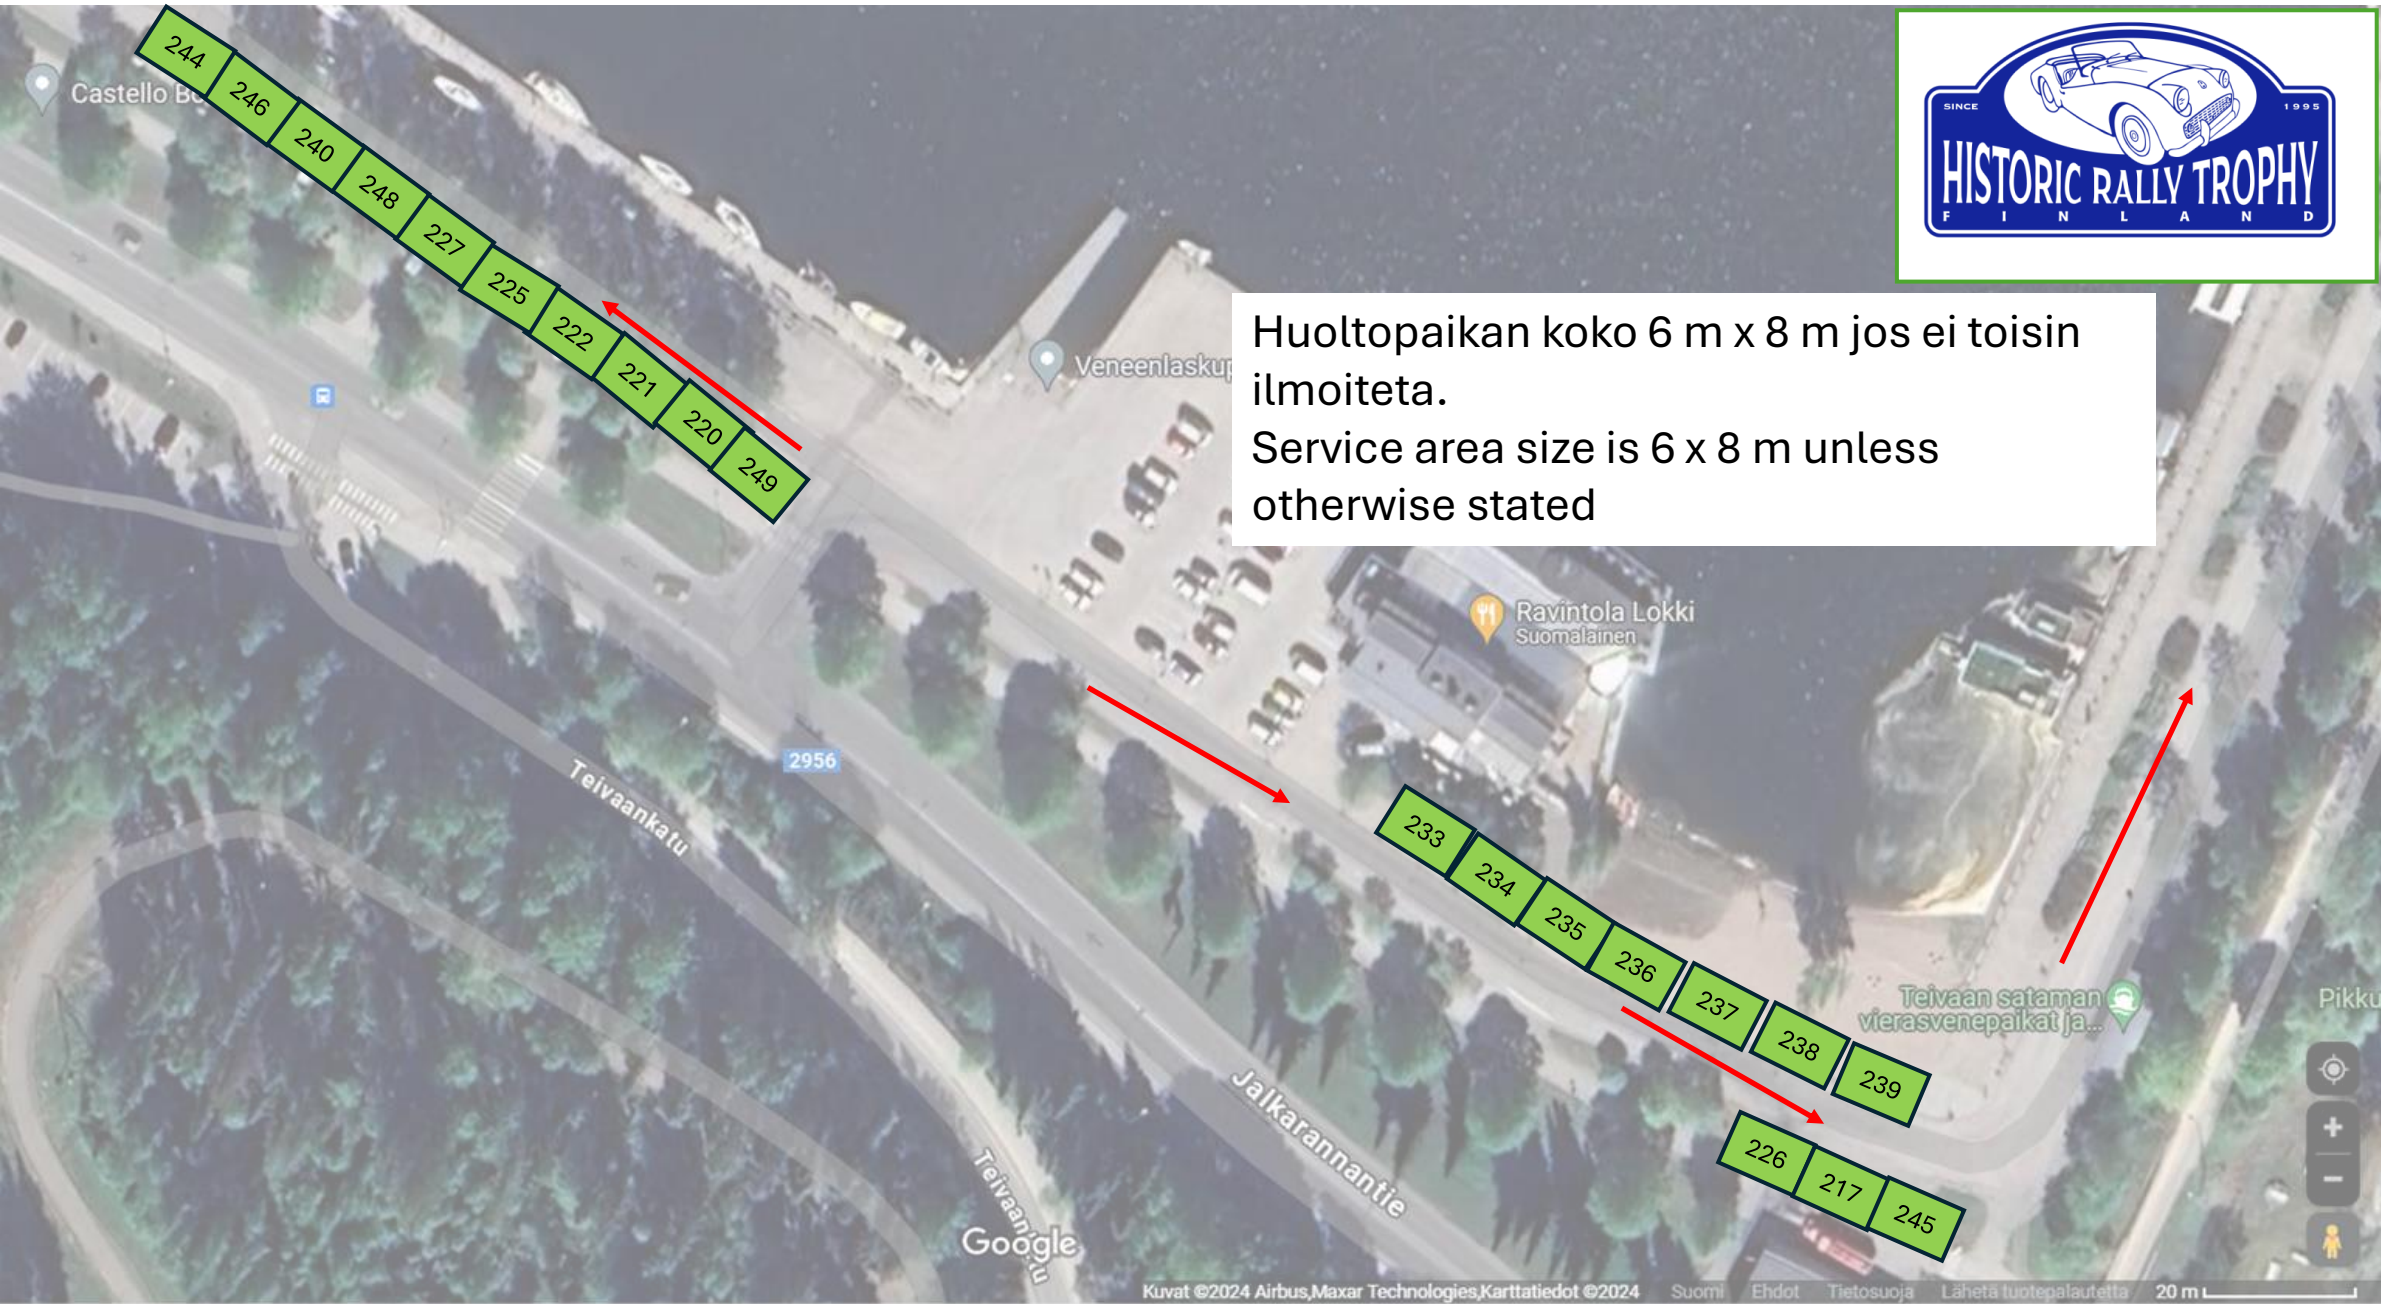 244
246
240
248
227
225
222
221
220
249
Castello Bo
SINCE 1995
HISTORIC RALLY TROPHY
FINLAND
Veneenlaskup
Huoltopaikan koko 6 m x 8 m jos ei toisin
ilmoiteta.
Service area size is 6 x 8 m unless
otherwise stated
Ravintola Lokki
Suomalainen
2956
Teivaankatu
233
234
235
236
237
238
239
Teivaan sataman
vierasvenepaikat ja...
Pikku
Jalkarannantie
226
217
245
Google
Kuvat ©2024 Airbus,Maxar Technologies,Karttatiedot ©2024 Suomi Ehdot Tietosuoja Lähetä tuotepalautetta 20 m